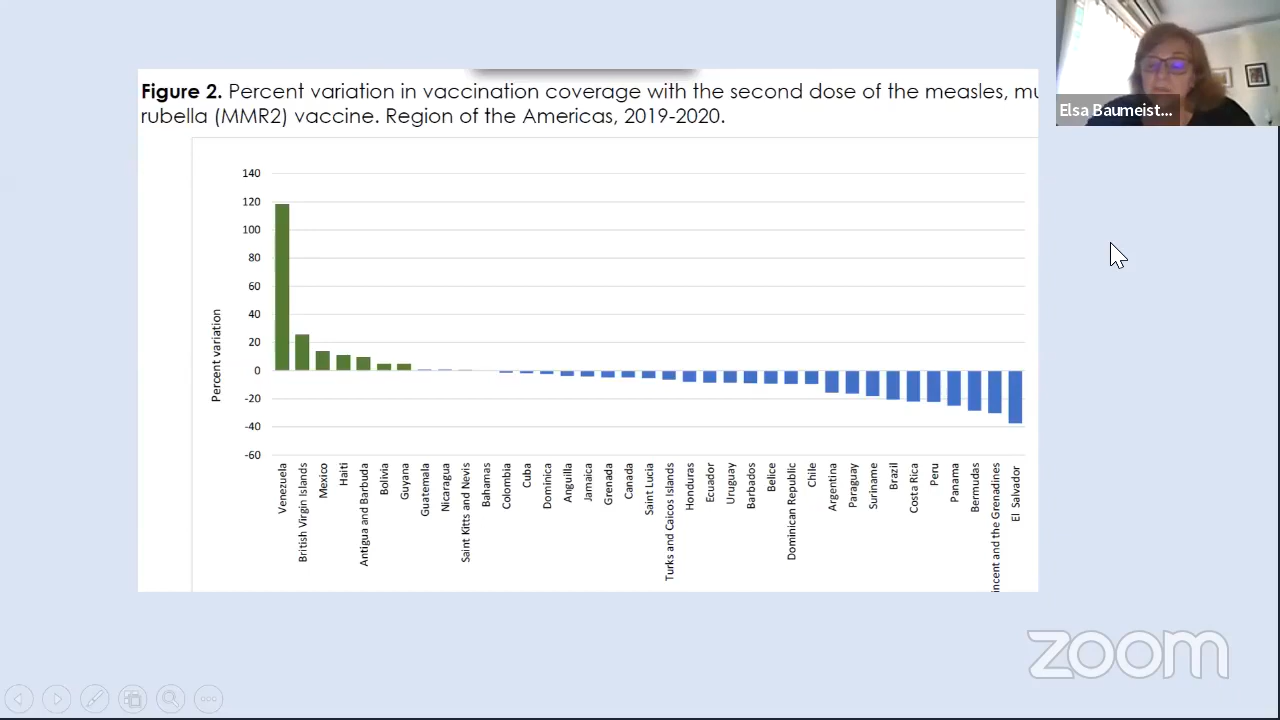 Figure 2. Percent variation in vaccination coverage with the second dose of the measles, mu
rubella (MMR2) vaccine. Region of the Americas, 2019-2020.
Elsa Baumeist...
140
120
100
80
60
40
20
0
-20
-40
-60
Percent variation
Venezuela
British Virgin Islands
Mexico
Haiti
Antigua and Barbuda
Bolivia
Guyana
Guatemala
Nicaragua
Saint Kitts and Nevis
Bahamas
Colombia
Cuba
Dominica
Anguilla
Jamaica
Grenada
Canada
Saint Lucia
Turks and Caicos Islands
Honduras
Ecuador
Uruguay
Barbados
Belice
Dominican Republic
Chile
Argentina
Paraguay
Suriname
Brazil
Costa Rica
Peru
Panama
Bermudas
incent and the Grenadines
El Salvador
zoom